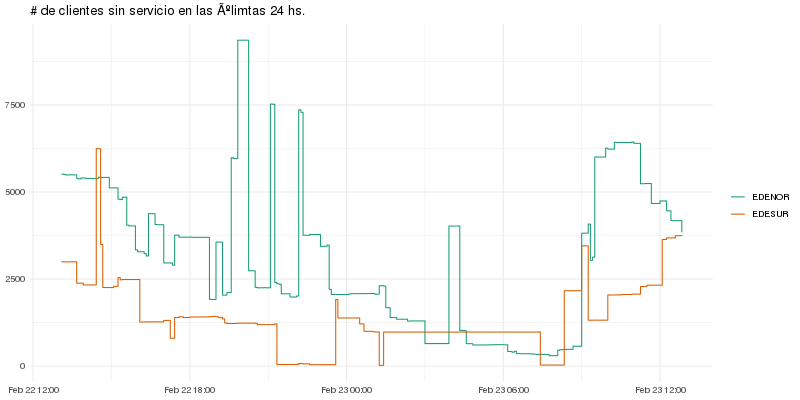 # de clientes sin servicio en las Ãºlimtas 24 hs.
7500
5000
2500
0
Feb 22 12:00
Feb 22 18:00
Feb 23 00:00
Feb 23 06:00
Feb 23 12:00
EDENOR
EDESUR